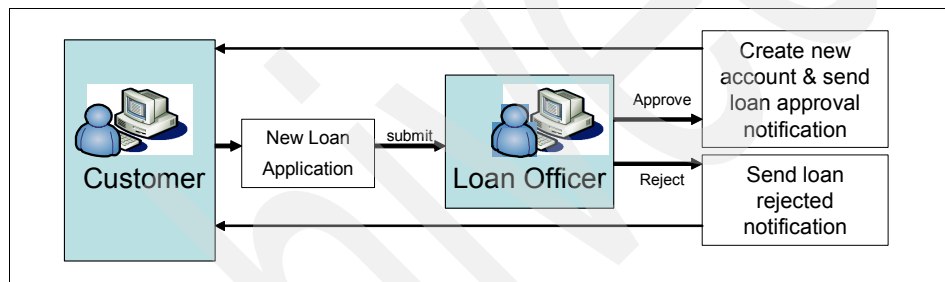 Customer
New Loan
Application
submit
Loan Officer
Approve
Reject
Create new
account & send
loan approval
notification
Send loan
rejected
notification